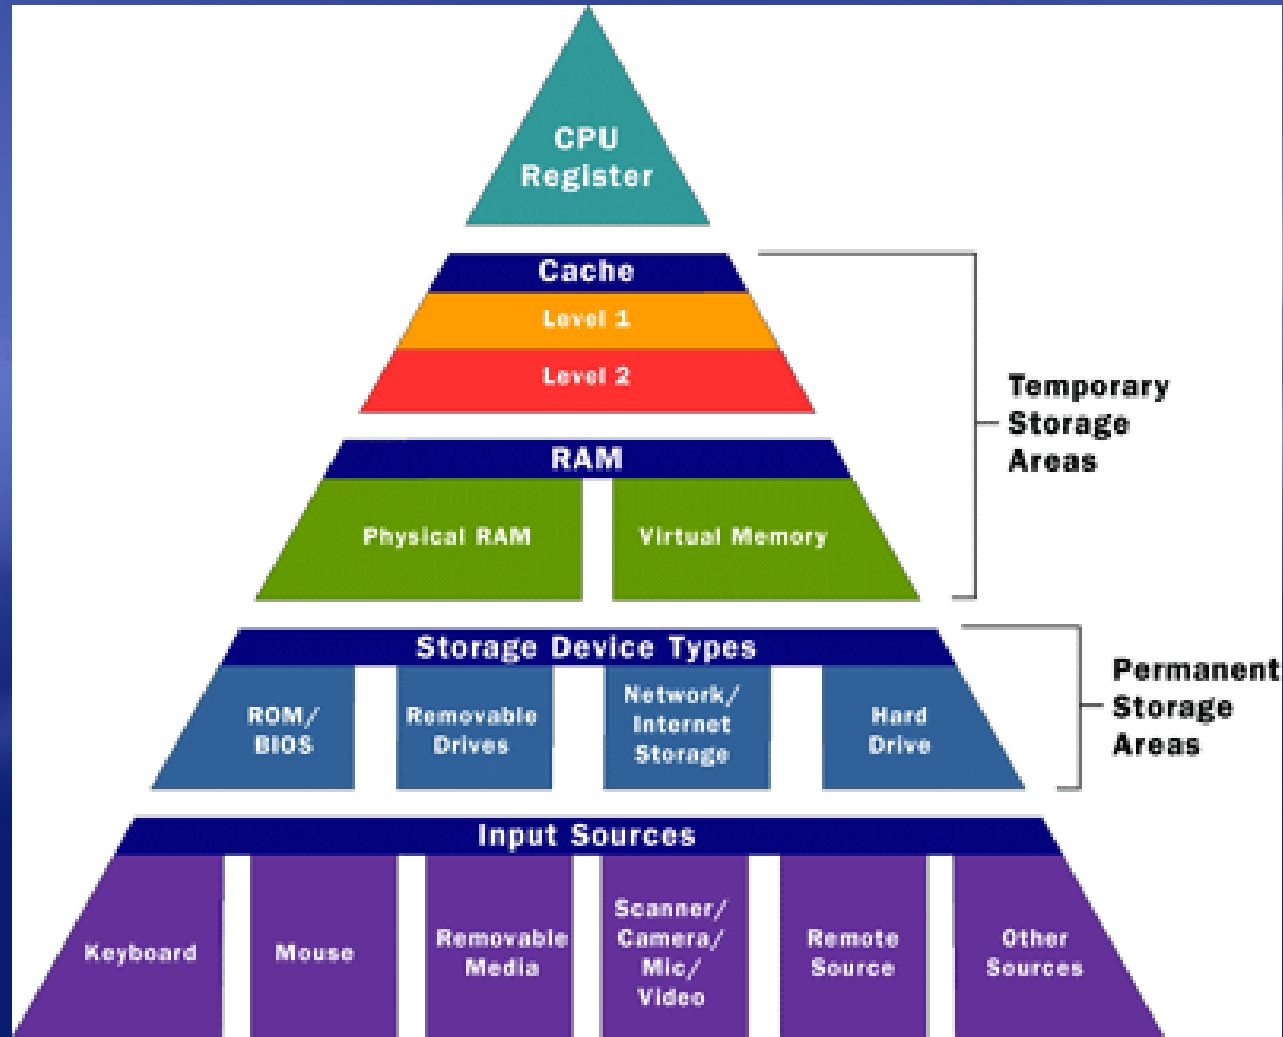 CPU
Register
Cache
Level 1
Level 2
Temporary
Storage
Areas
RAM
Physical RAM
Virtual Memory
Storage Device Types
ROM/
BIOS
Removable
Drives
Network/
Internet
Storage
Hard
Drive
Permanent
Storage
Areas
Input Sources
Keyboard
Mouse
Removable
Media
Scanner/
Camera/
Mic/
Video
Remote
Source
Other
Sources